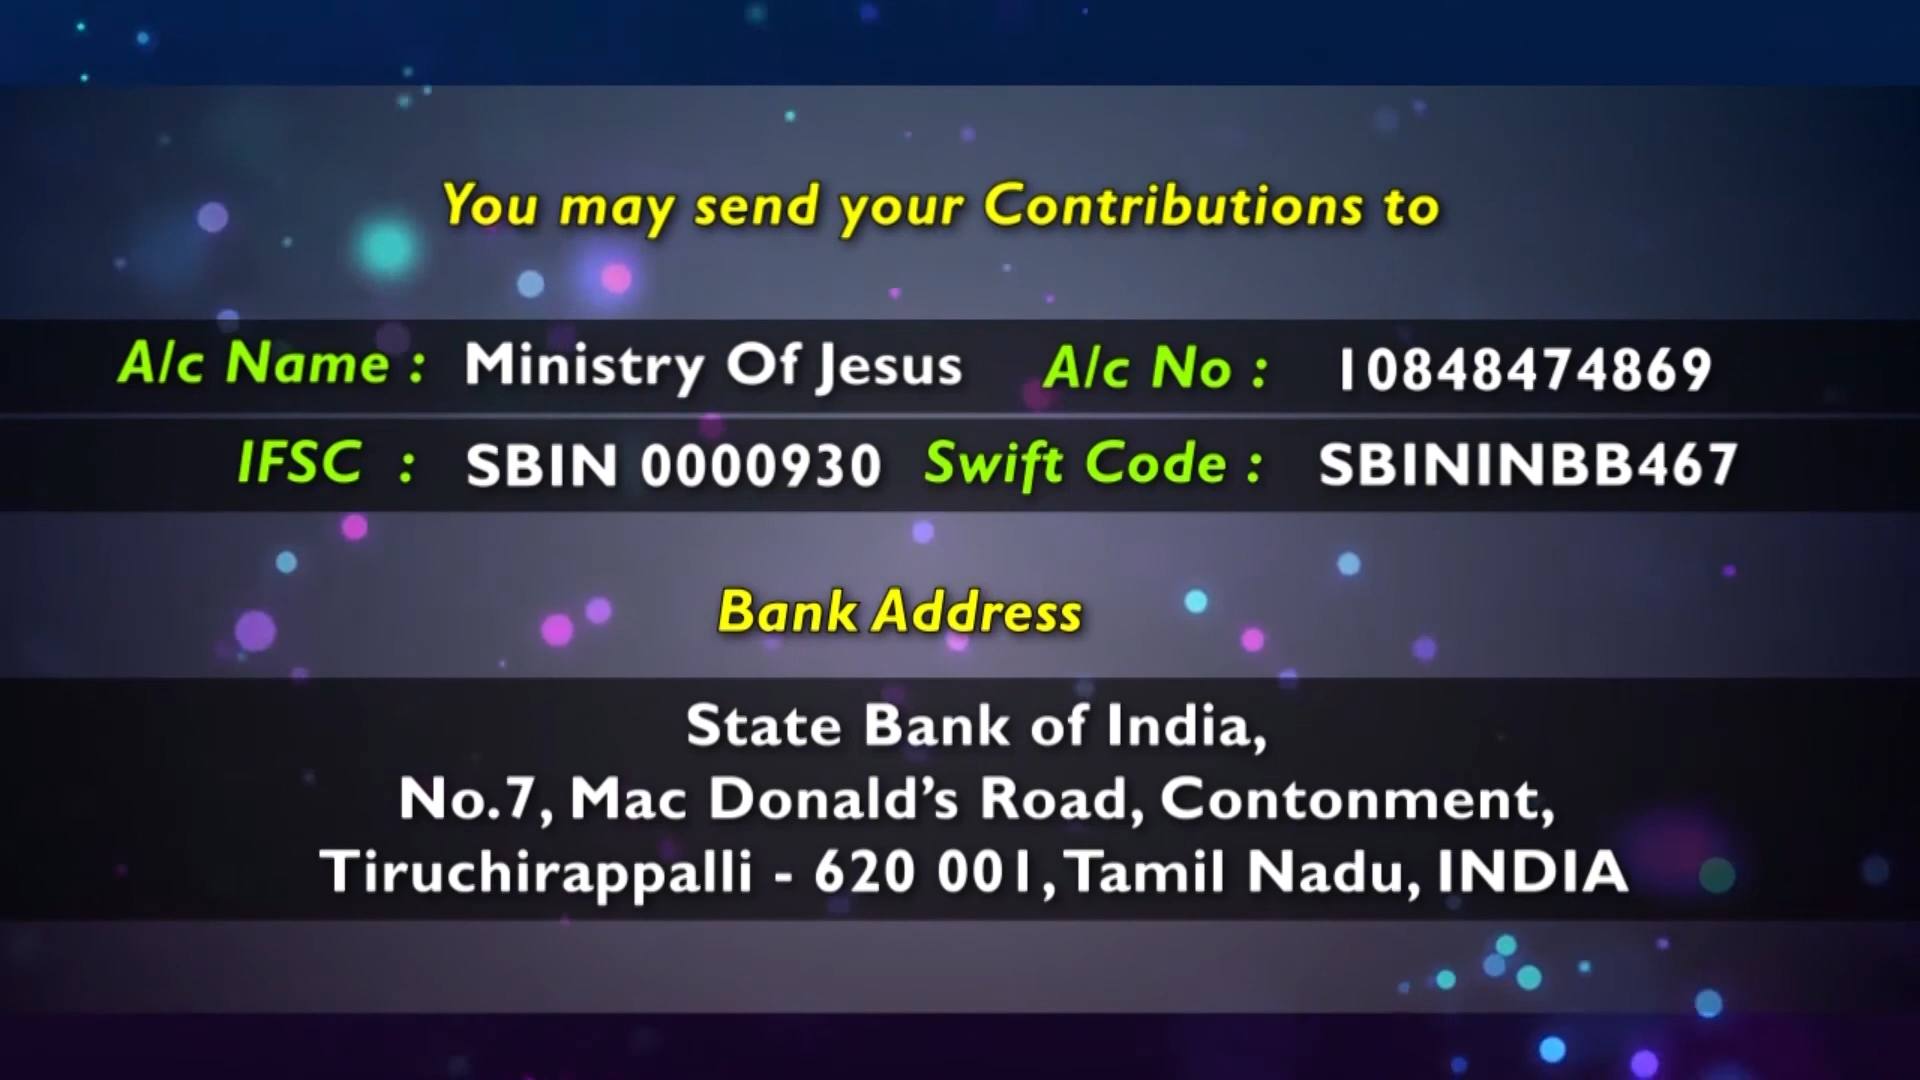 You may send your Contributions to
A/c Name : Ministry Of Jesus A/c No : 10848474869
IFSC : SBIN 0000930 Swift Code : SBININBB467
Bank Address
State Bank of India,
No.7, Mac Donald’s Road, Contonment,
Tiruchirappalli - 620 001, Tamil Nadu, INDIA